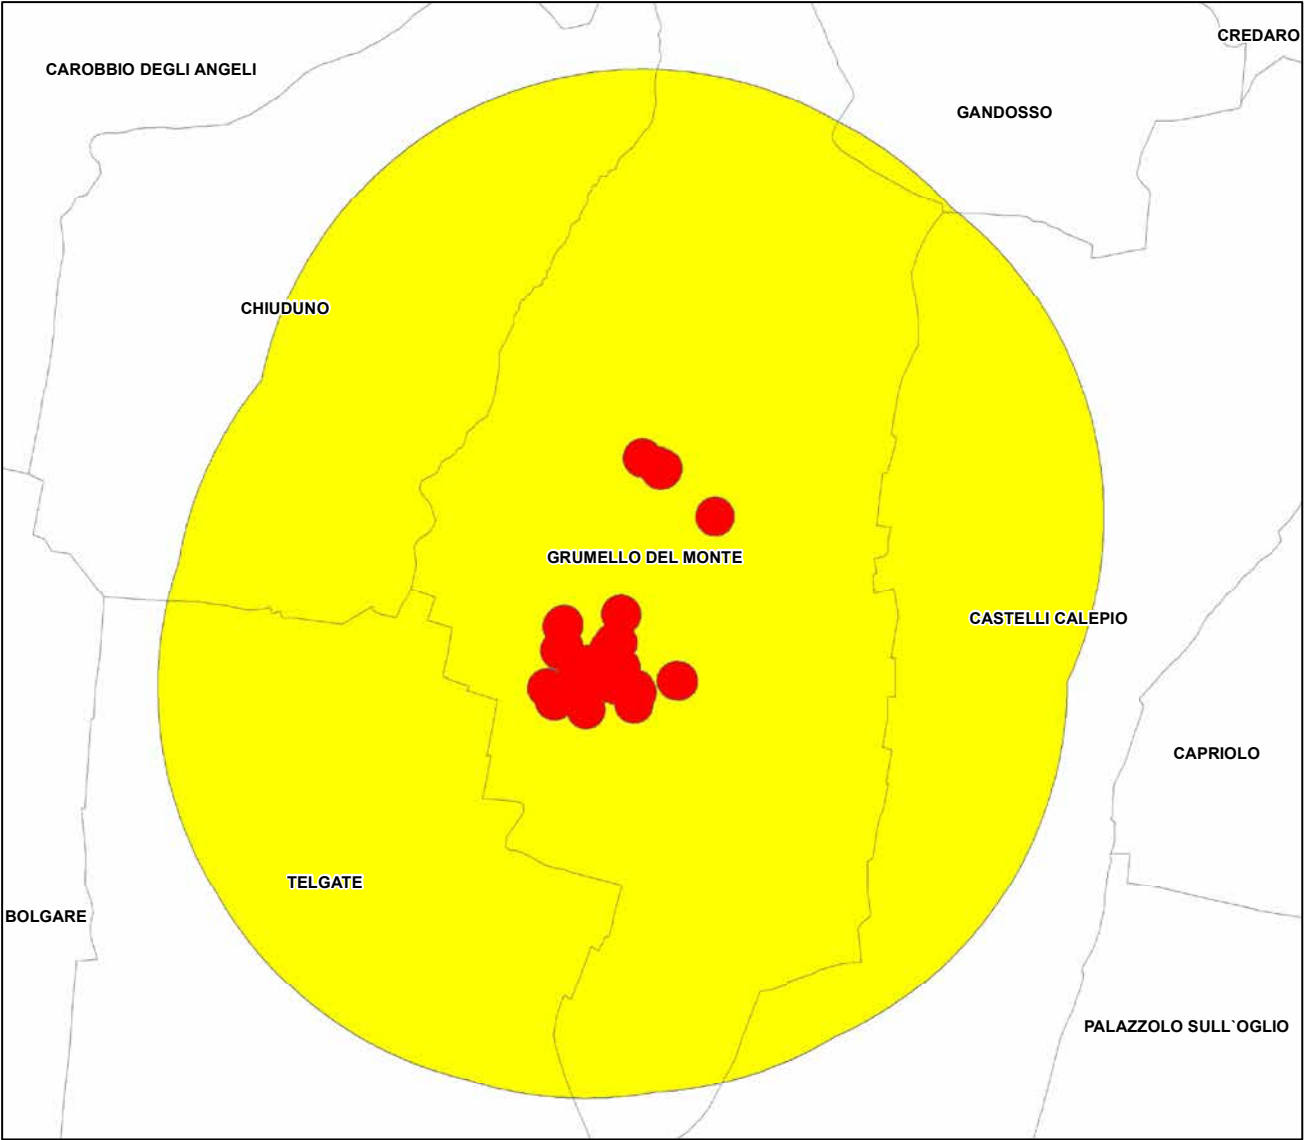 CREDARO
CAROBBIO DEGLI ANGELI
GANDOSSO
CHIUDUNO
GRUMELLO DEL MONTE
CASTELLI CALEPIO
CAPRIOLO
TELGATE
BOLGARE
PALAZZOLO SULL`OGLIO